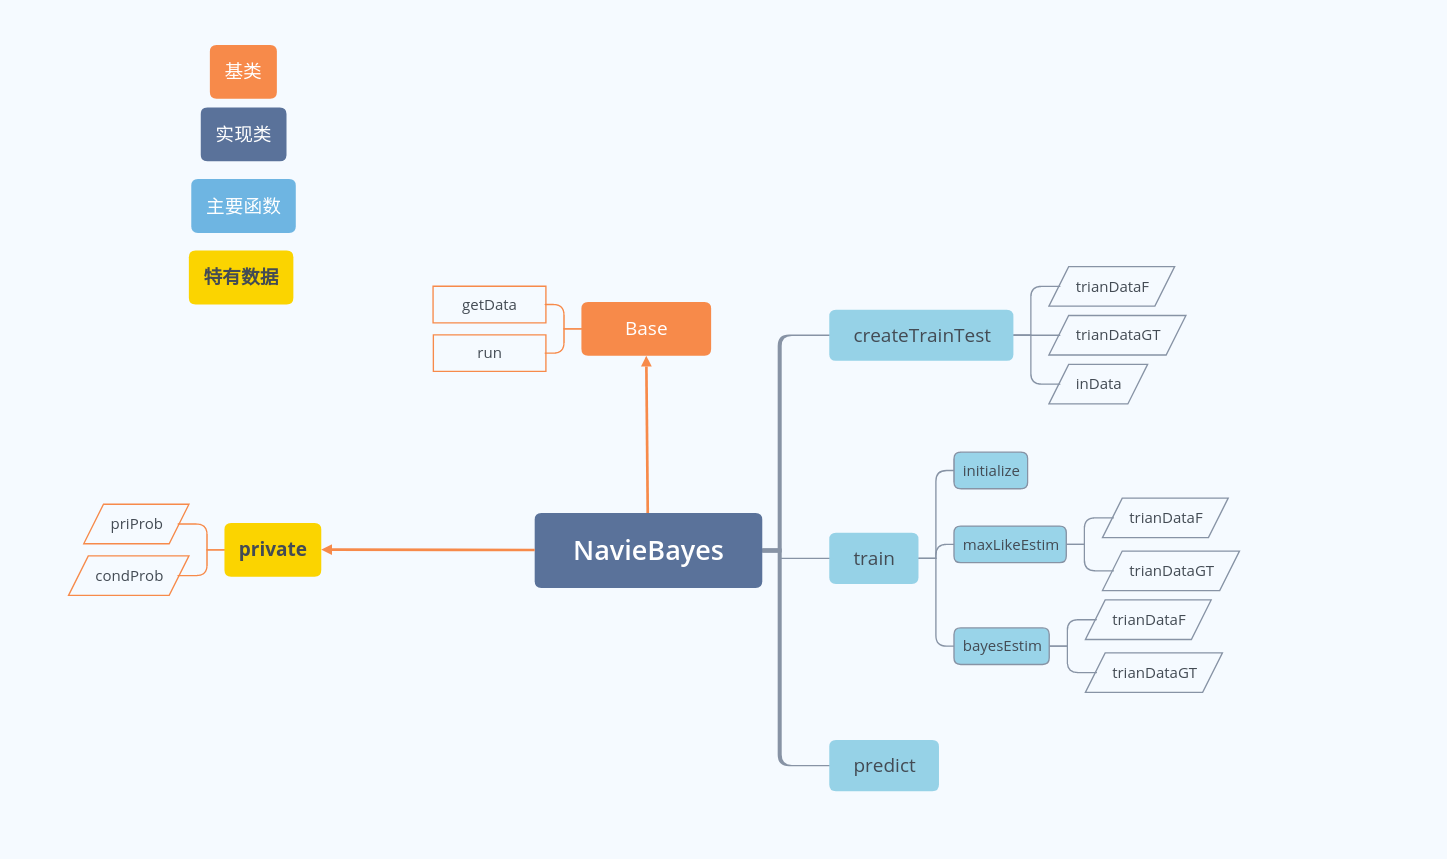 基类
实现类
主要函数
特有数据
getData
run
Base
createTrainTest
trianDataF
trianDataGT
inData
priProb
condProb
private
NavieBayes
train
initialize
maxLikeEstim
trianDataF
trianDataGT
bayesEstim
trianDataF
trianDataGT
predict